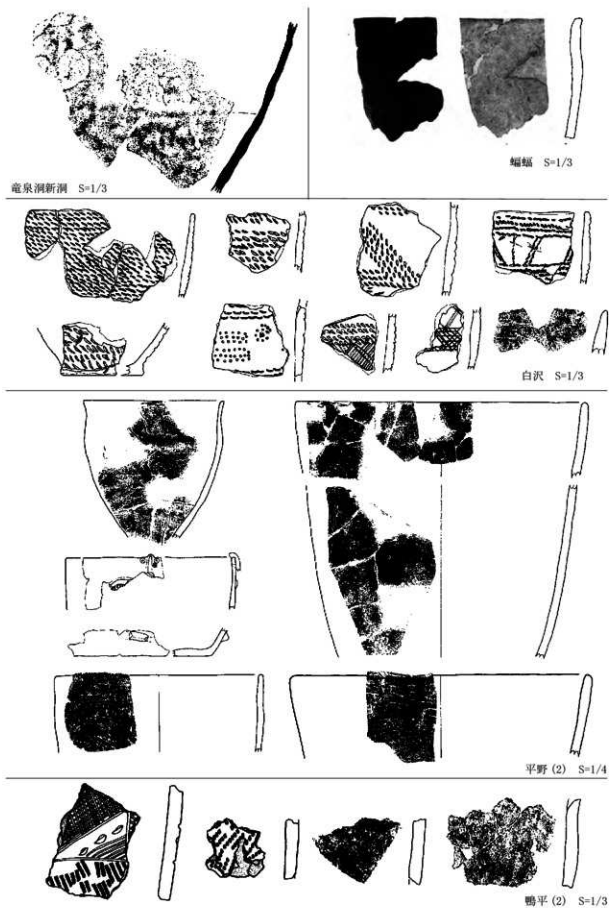 竜泉洞新洞 S=1/3
蝙蝠 S=1/3
白沢 S=1/3
平野 (2) S=1/4
鴨平 (2) S=1/3